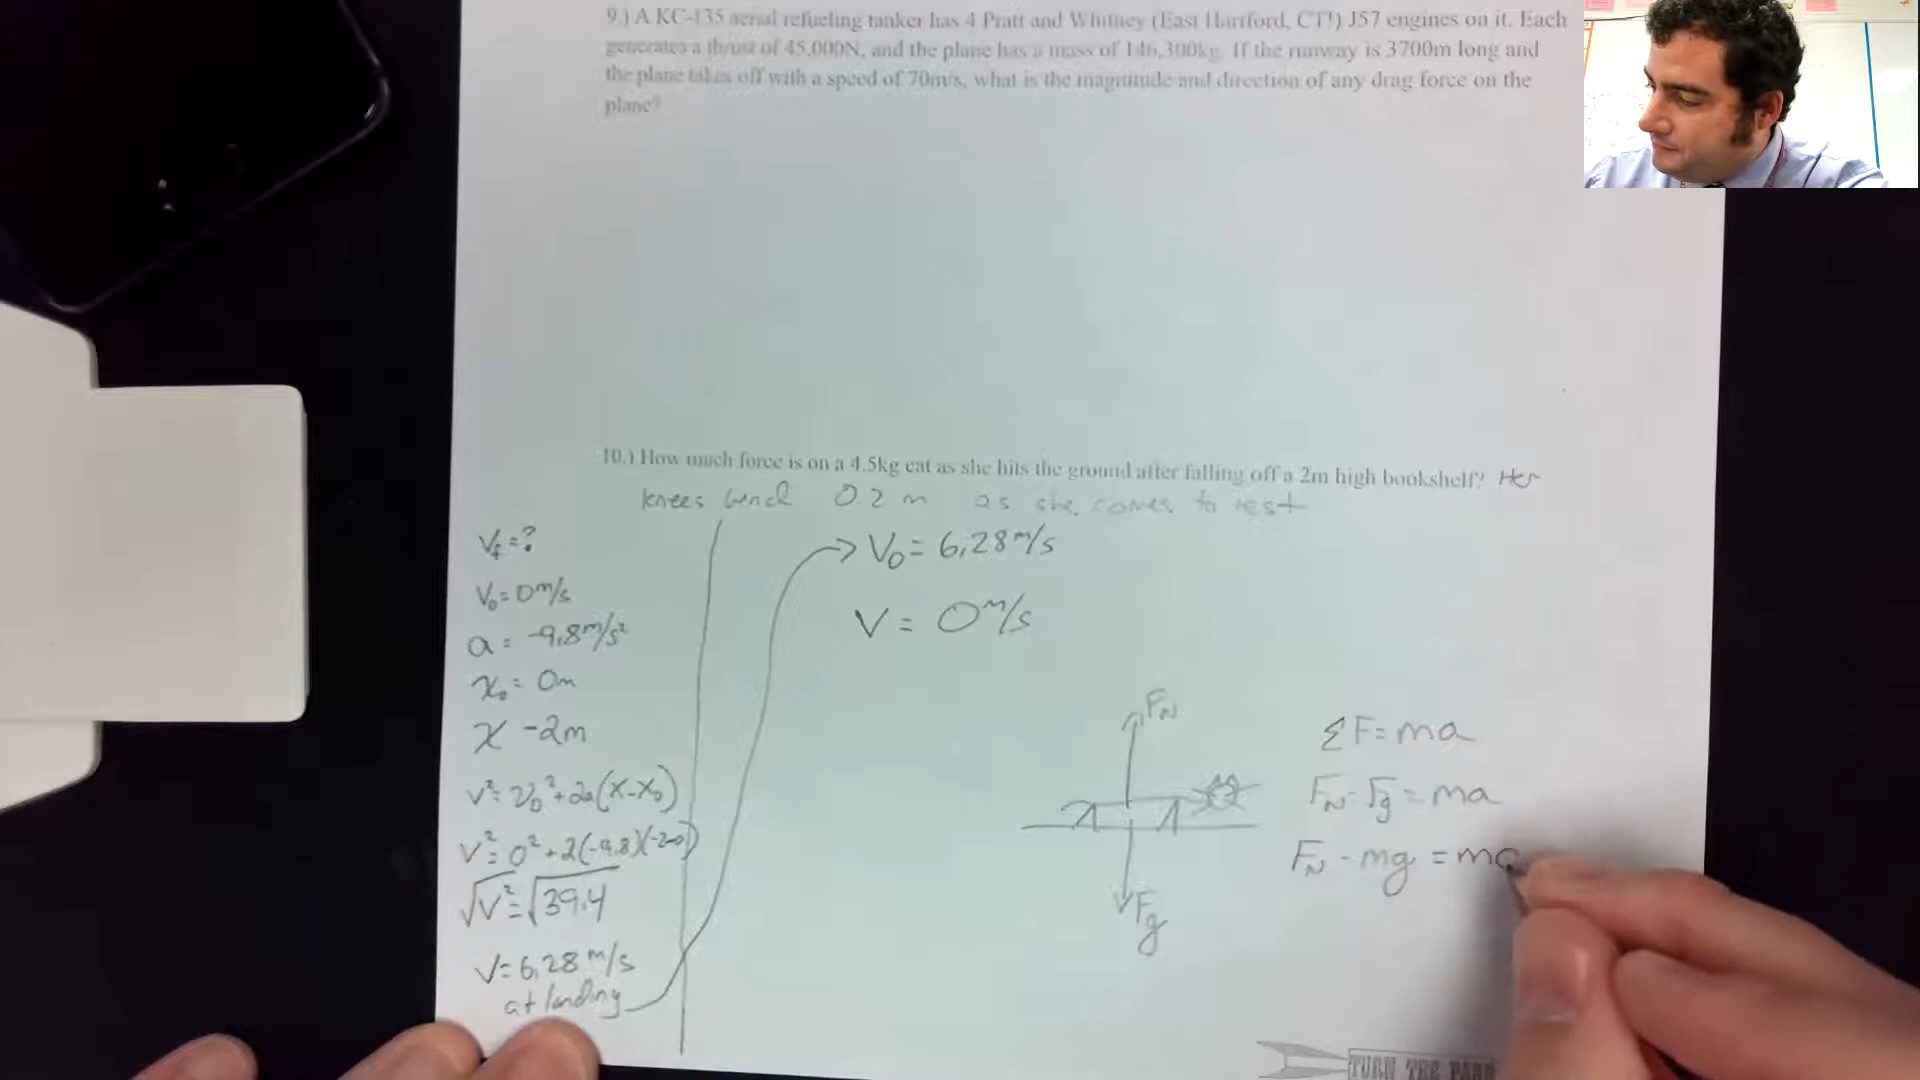 9.) A KC-135 aerial refueling tanker has 4 Pratt and Whitney (East Hartford, CT!) J57 engines on it. Each
generates a thrust of 45,000N, and the plane has a mass of 146,300kg. If the runway is 3700m long and
the plane takes off with a speed of 70m/s, what is the magnitude and direction of any drag force on the
plane?
10.) How much force is on a 4.5kg cat as she hits the ground after falling off a 2m high bookshelf? Her
knees bend 0.2 m as she comes to rest
Vf = ?
V₀ = 0 m/s
a = -9.8 m/s²
x₀ = 0m
x -2m
v² = v₀² + 2a(x-x₀)
v² = 0² + 2(-9.8)(-2-0)
√v² = √39.4
V = 6.28 m/s
at landing
V₀ = 6.28 m/s
V = 0 m/s
FN
Fg
ΣF = ma
FN - Fg = ma
FN - mg = ma
TURN THE PAGE